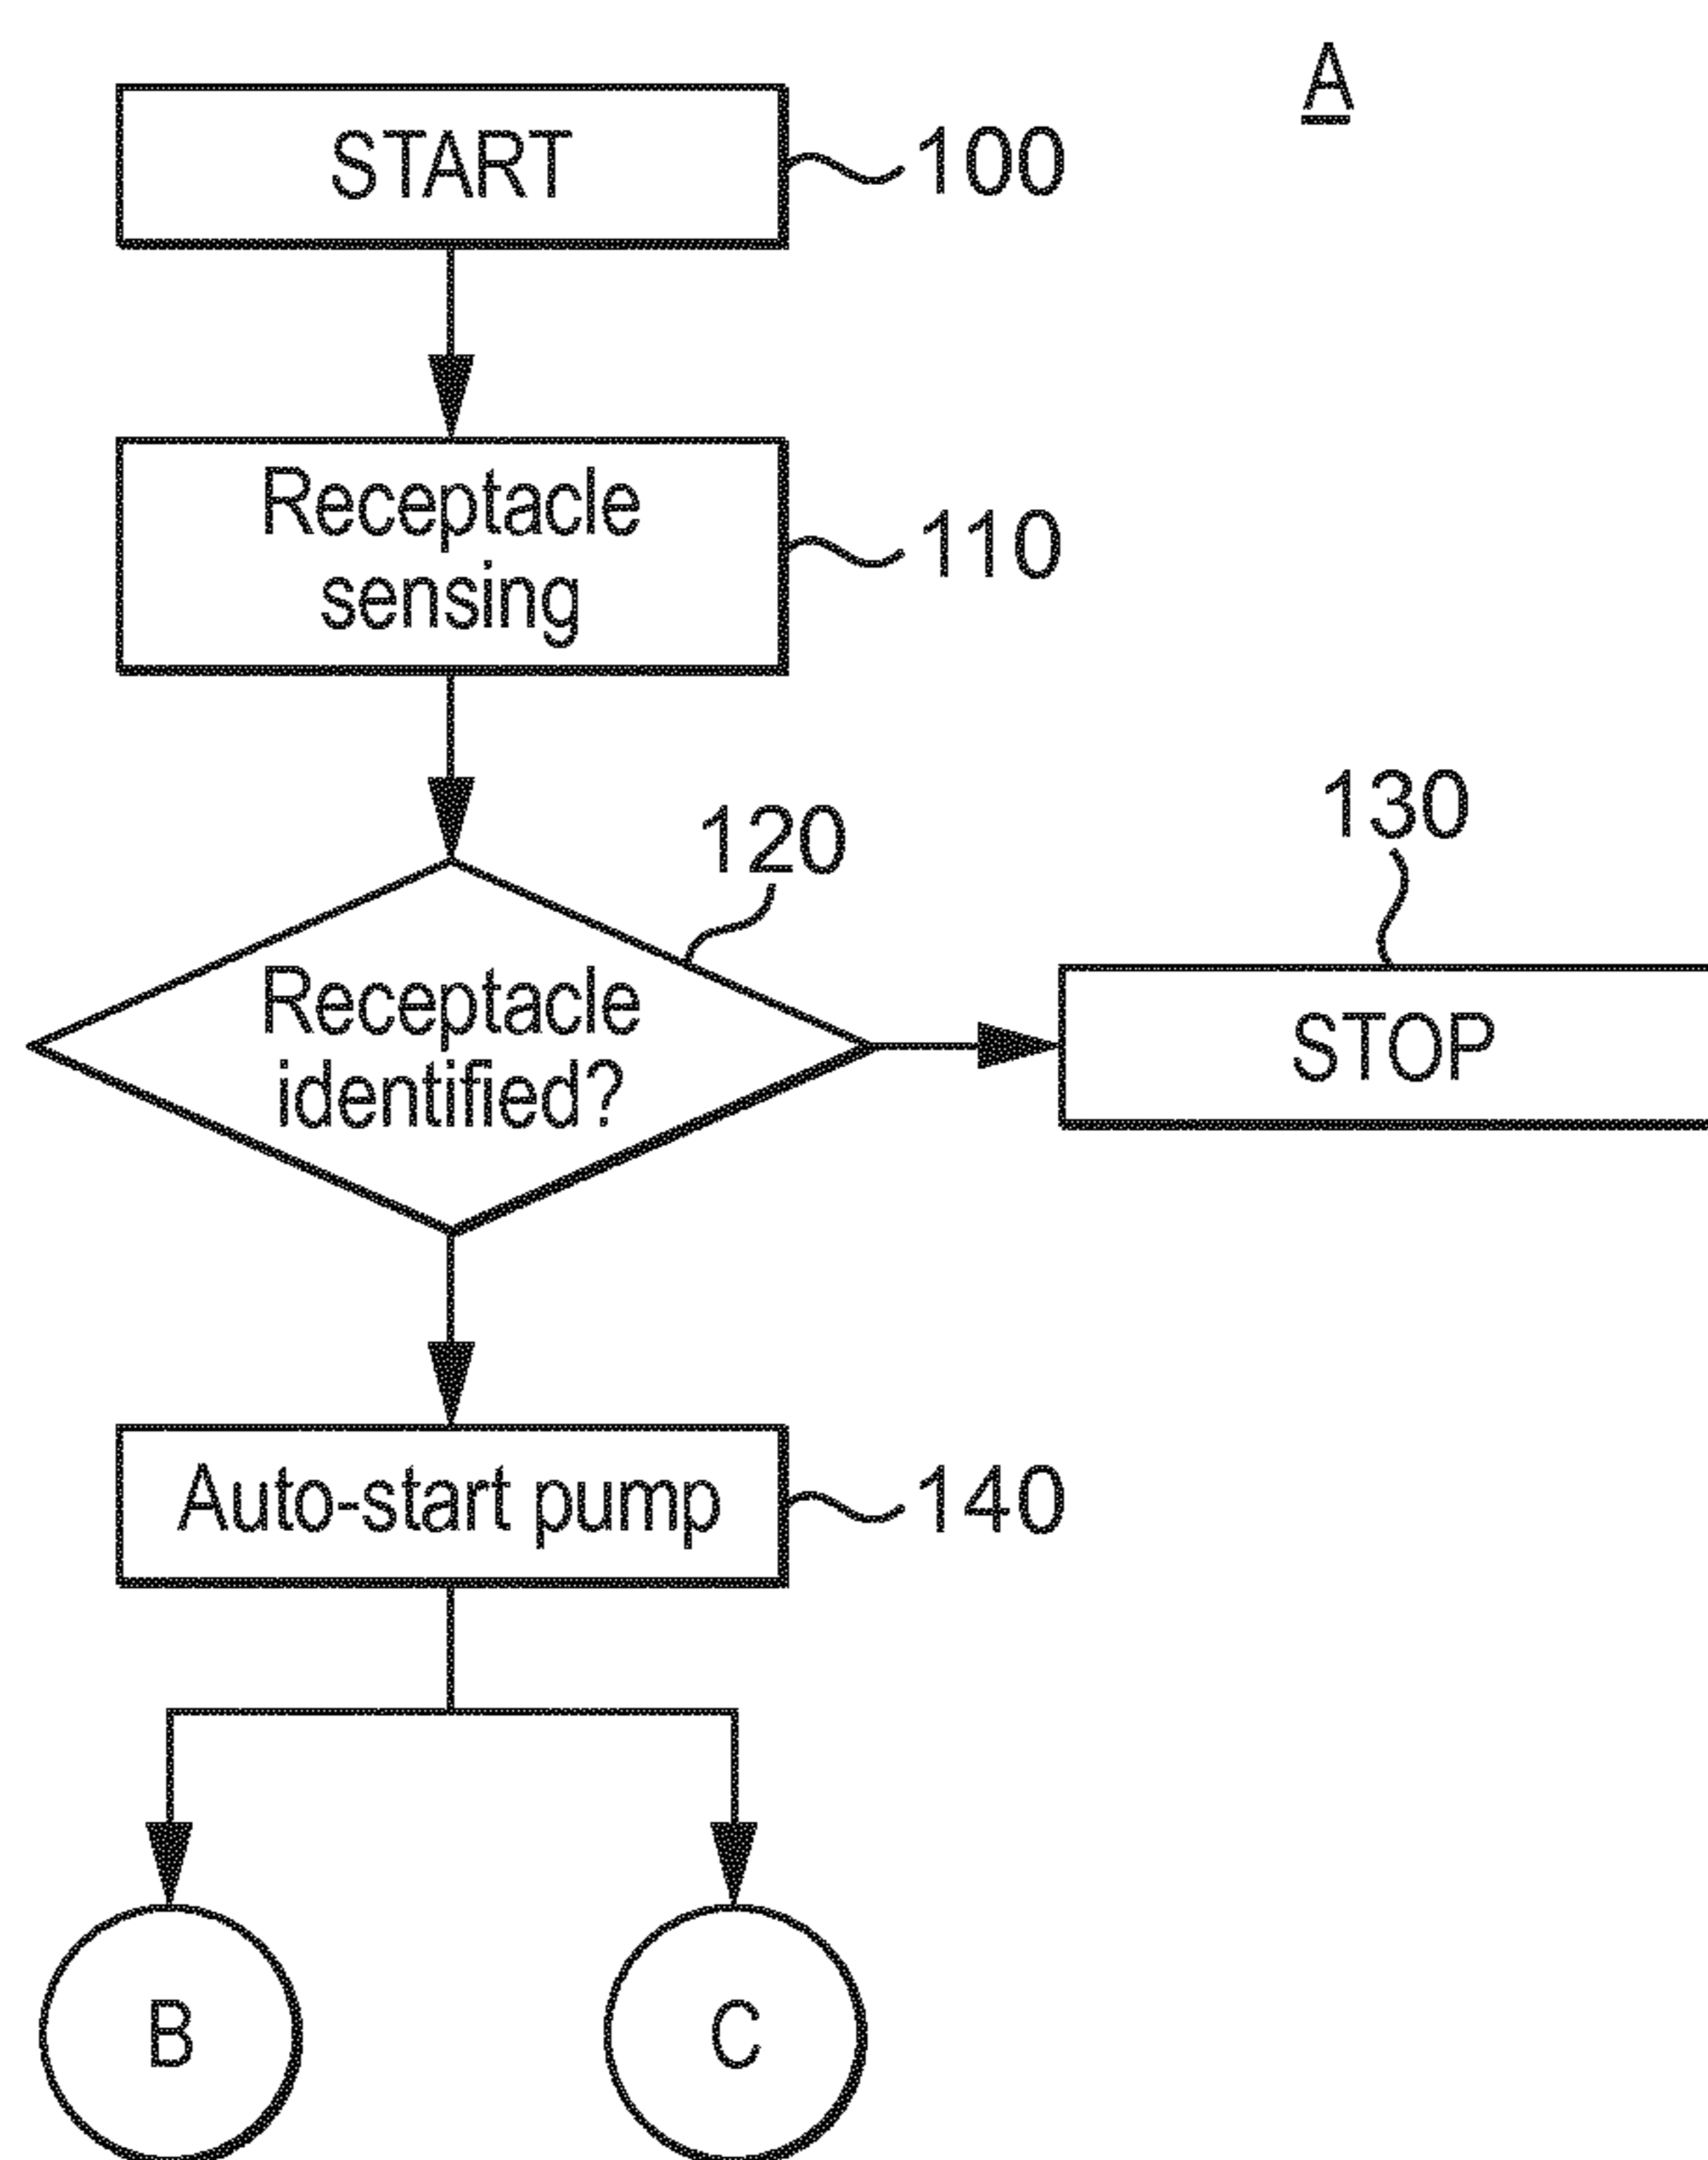 A
START
100
Receptacle
sensing
110
120
130
Receptacle
identified?
STOP
Auto-start pump
140
B
C